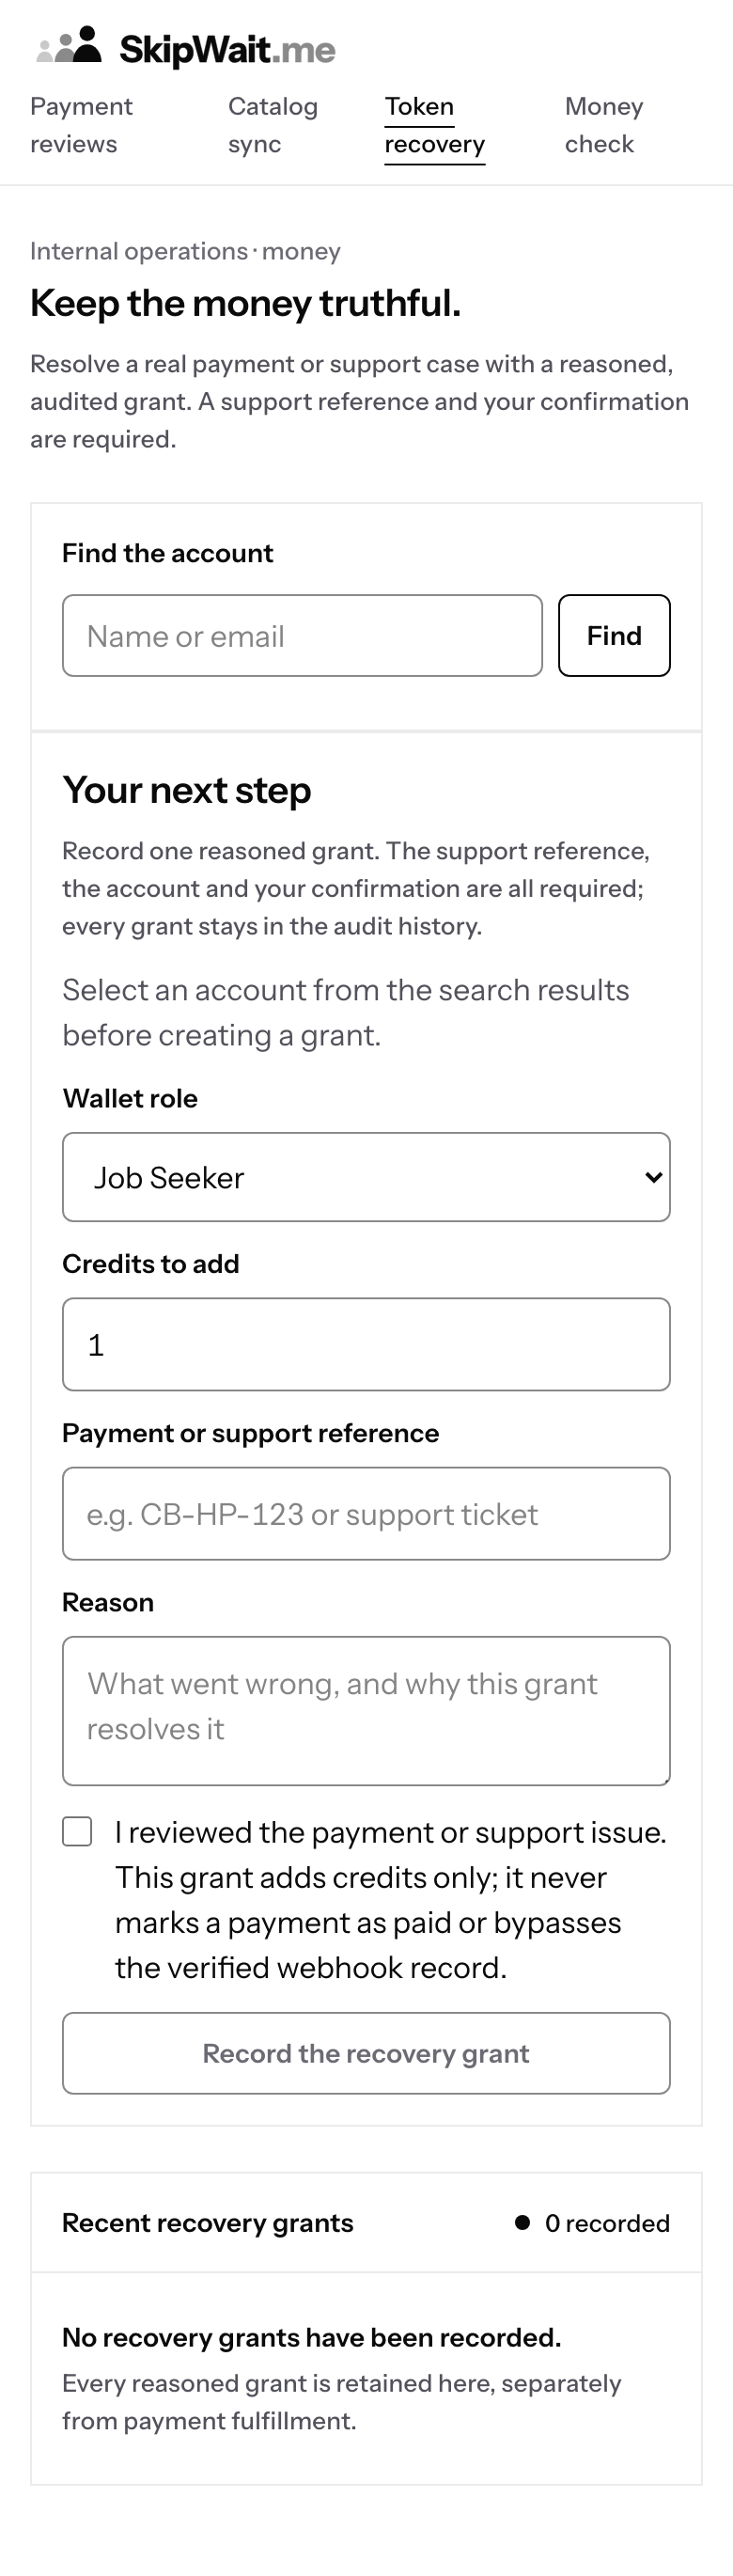 SkipWait.me
Payment reviews
Catalog sync
Token recovery
Money check
Internal operations · money
Keep the money truthful.
Resolve a real payment or support case with a reasoned,
audited grant. A support reference and your confirmation
are required.
Find the account
Name or email
Find
Your next step
Record one reasoned grant. The support reference,
the account and your confirmation are all required;
every grant stays in the audit history.
Select an account from the search results
before creating a grant.
Wallet role
Job Seeker
Credits to add
1
Payment or support reference
e.g. CB-HP-123 or support ticket
Reason
What went wrong, and why this grant
resolves it
I reviewed the payment or support issue.
This grant adds credits only; it never
marks a payment as paid or bypasses
the verified webhook record.
Record the recovery grant
Recent recovery grants
0 recorded
No recovery grants have been recorded.
Every reasoned grant is retained here, separately
from payment fulfillment.